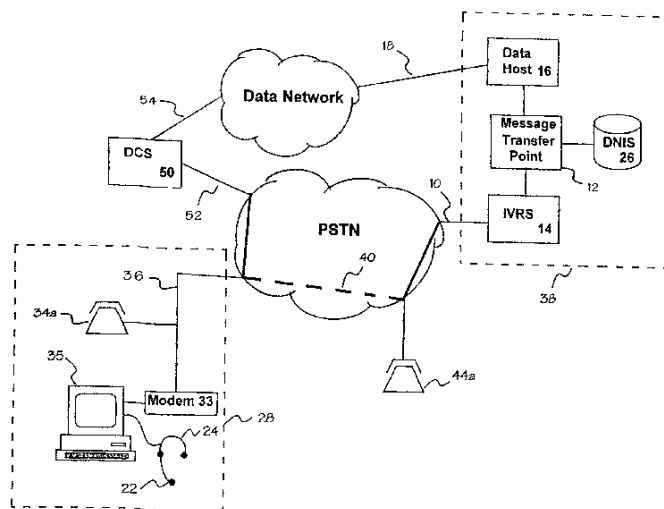 18
Data
Host 16
54
Data Network
Message
Transfer
Point
DNIS
26
DCS
50
10
12
52
PSTN
IVRS
14
36
40
38
34a
35
44a
Modem 33
28
24
22